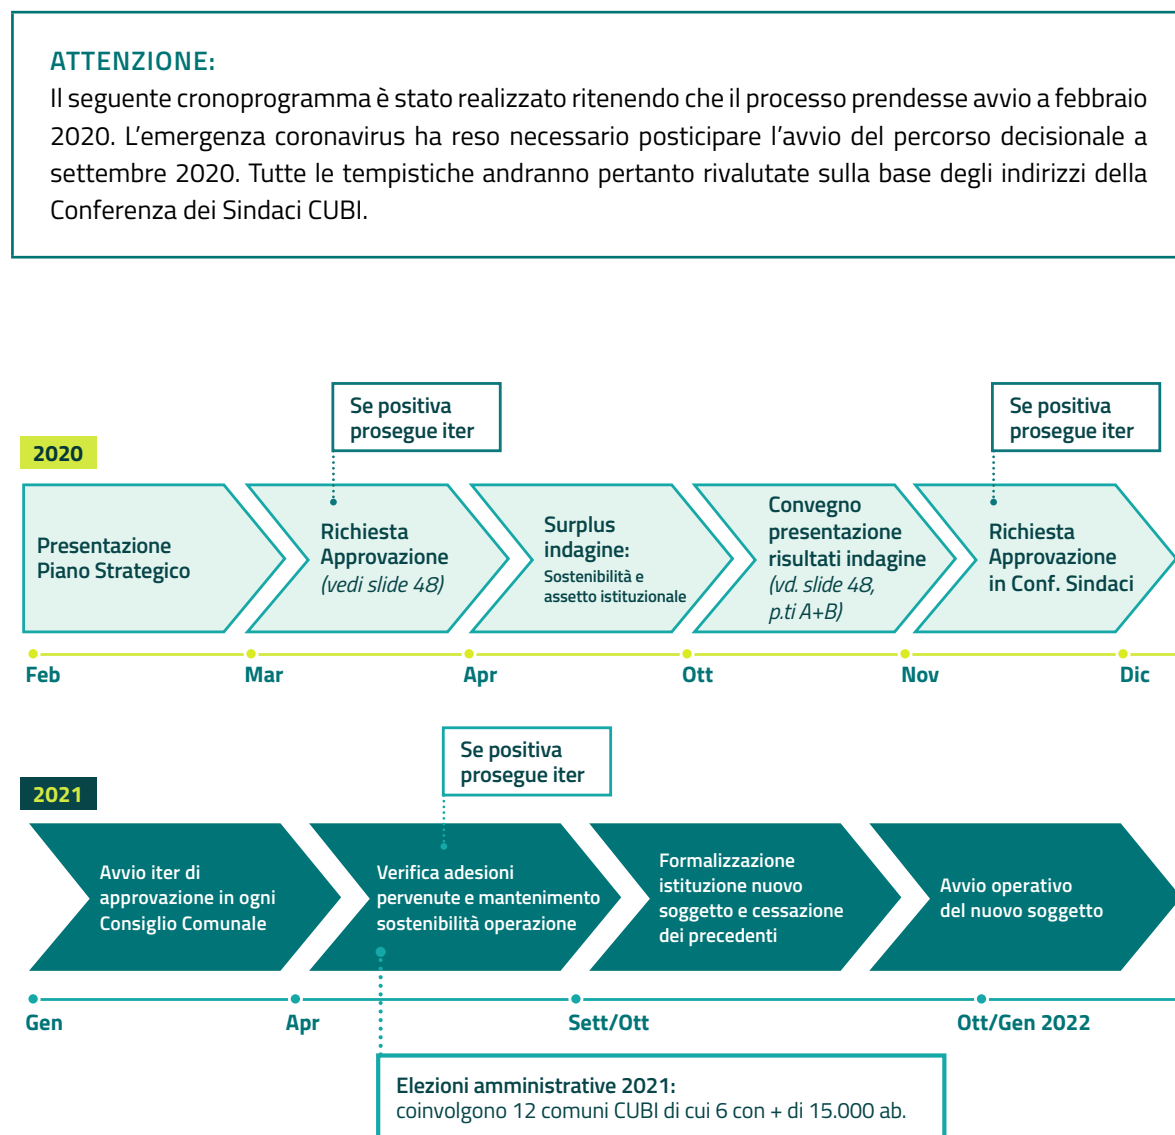 ATTENZIONE:
Il seguente cronoprogramma è stato realizzato ritenendo che il processo prendesse avvio a febbraio
2020. L’emergenza coronavirus ha reso necessario posticipare l’avvio del percorso decisionale a
settembre 2020. Tutte le tempistiche andranno pertanto rivalutate sulla base degli indirizzi della
Conferenza dei Sindaci CUBI.
Se positiva
prosegue iter
Se positiva
prosegue iter
2020
Presentazione
Piano Strategico
Richiesta
Approvazione
(vedi slide 48)
Surplus
indagine:
Sostenibilità e
assetto istituzionale
Convegno
presentazione
risultati indagine
(vd. slide 48,
p.ti A+B)
Richiesta
Approvazione
in Conf. Sindaci
Feb
Mar
Apr
Ott
Nov
Dic
Se positiva
prosegue iter
2021
Avvio iter di
approvazione in ogni
Consiglio Comunale
Verifica adesioni
pervenute e mantenimento
sostenibilità operazione
Formalizzazione
istituzione nuovo
soggetto e cessazione
dei precedenti
Avvio operativo
del nuovo soggetto
Gen
Apr
Sett/Ott
Ott/Gen 2022
Elezioni amministrative 2021:
coinvolgono 12 comuni CUBI di cui 6 con + di 15.000 ab.